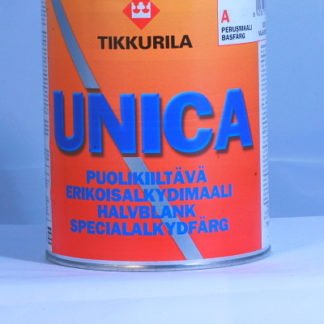 A
PERUSMAALI
BASFÄRG
TIKKURILA
UNICA
PUOLIKIILTÄVÄ
ERIKOISALKYDIMAALI
HALVBLANK
SPECIALALKYDFÄRG